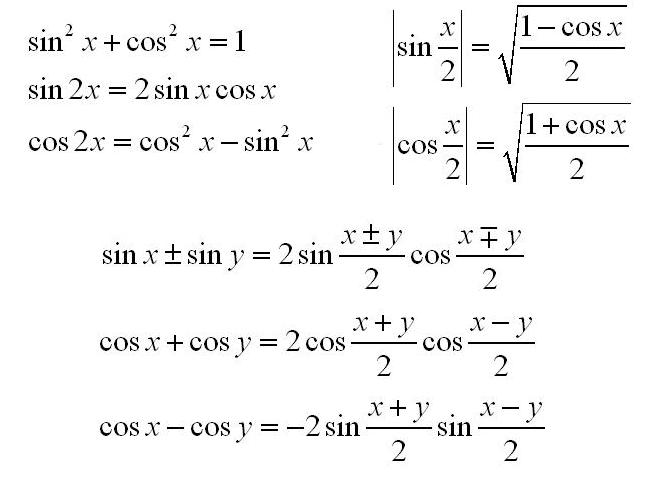 sin² x + cos² x = 1
sin 2x = 2 sin x cos x
cos 2x = cos² x − sin² x
|sin x/2| = √((1 − cos x)/2)
|cos x/2| = √((1 + cos x)/2)
sin x ± sin y = 2 sin (x ± y)/2 cos (x ∓ y)/2
cos x + cos y = 2 cos (x + y)/2 cos (x − y)/2
cos x − cos y = −2 sin (x + y)/2 sin (x − y)/2